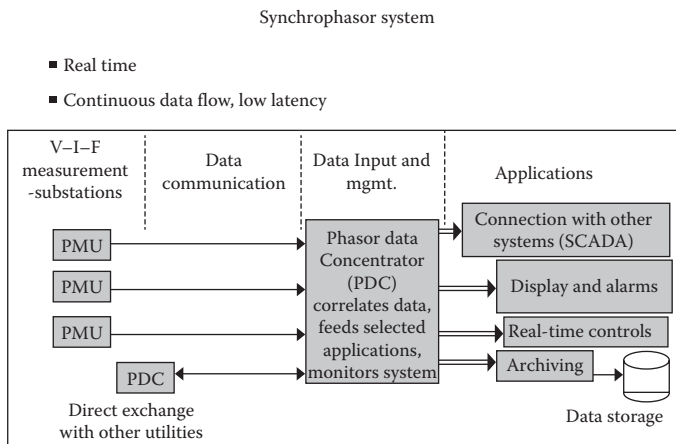 Synchrophasor system
Real time
Continuous data flow, low latency
V–I–F
measurement
-substations
Data
communication
Data Input and
mgmt.
Applications
PMU
PMU
PMU
PDC
Direct exchange
with other utilities
Phasor data
Concentrator
(PDC)
correlates data,
feeds selected
applications,
monitors system
Connection with other
systems (SCADA)
Display and alarms
Real-time controls
Archiving
Data storage